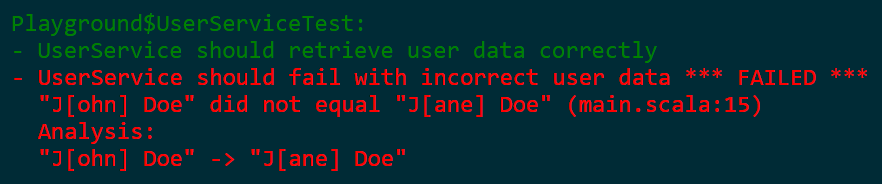 Playground$UserServiceTest:
- UserService should retrieve user data correctly
- UserService should fail with incorrect user data *** FAILED ***
"J[ohn] Doe" did not equal "J[ane] Doe" (main.scala:15)
Analysis:
"J[ohn] Doe" -> "J[ane] Doe"